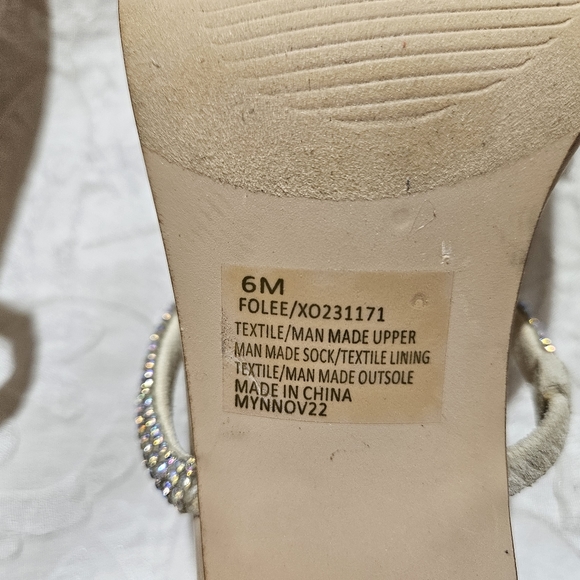 6M
FOLEE/XO231171
TEXTILE/MAN MADE UPPER
MAN MADE SOCK/TEXTILE LINING
TEXTILE/MAN MADE OUTSOLE
MADE IN CHINA
MYNNOV22